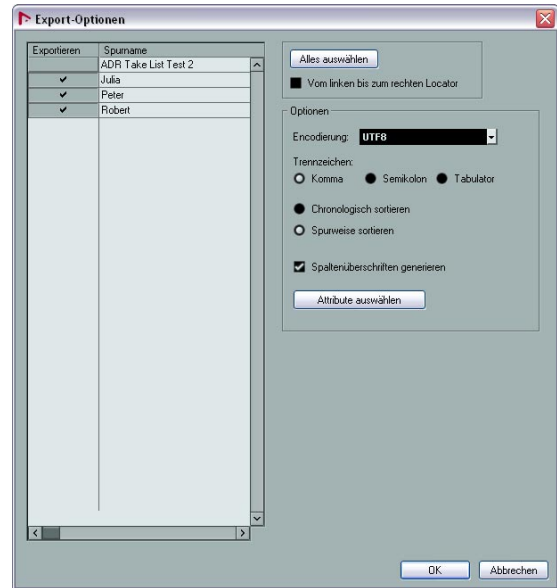 Export-Optionen
Exportieren Spurname
ADR Take List Test 2
Julia
Peter
Robert
Alles auswählen
Vom linken bis zum rechten Locator
Optionen
Encodierung: UTF8
Trennzeichen:
Komma Semikolon Tabulator
Chronologisch sortieren
Spurweise sortieren
Spaltenüberschriften generieren
Attribute auswählen
OK Abbrechen